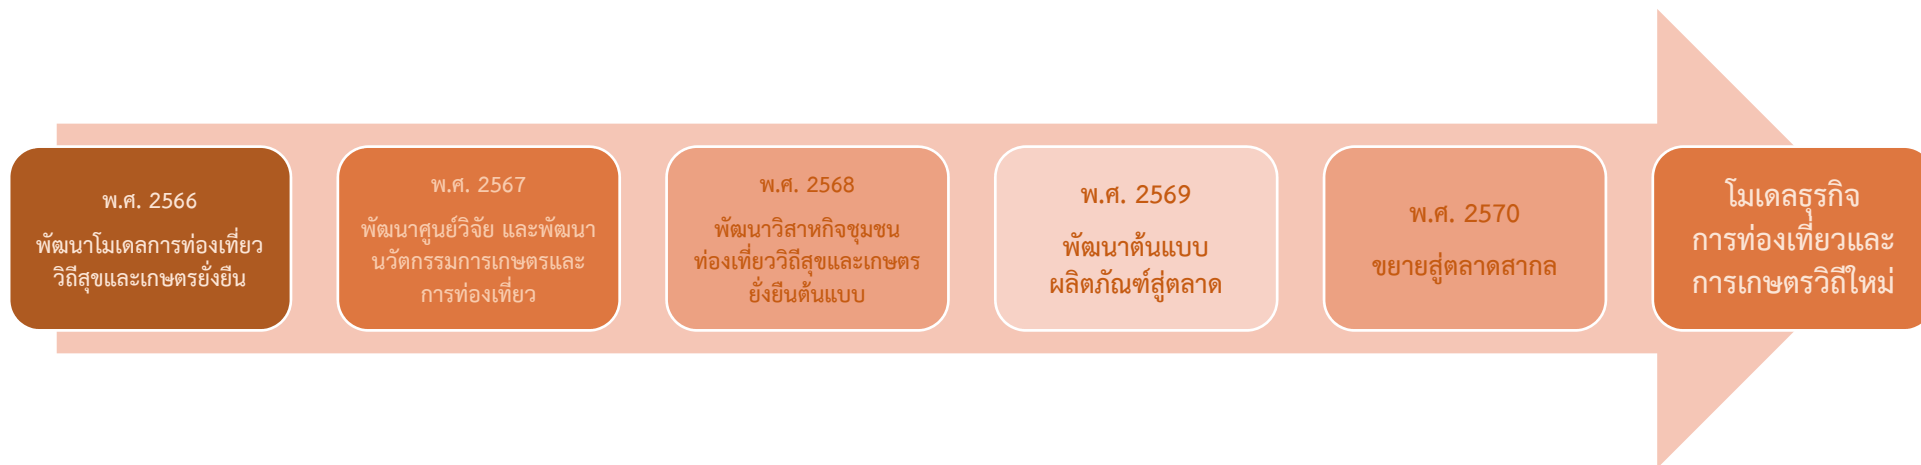 พ.ศ. 2566
พัฒนาโมเดลการท่องเที่ยว
วิถีสุขและเกษตรยั่งยืน
พ.ศ. 2567
พัฒนาศูนย์วิจัย และพัฒนา
นวัตกรรมการเกษตรและ
การท่องเที่ยว
พ.ศ. 2568
พัฒนาวิสาหกิจชุมชน
ท่องเที่ยววิถีสุขและเกษตร
ยั่งยืนต้นแบบ
พ.ศ. 2569
พัฒนาต้นแบบ
ผลิตภัณฑ์สู่ตลาด
พ.ศ. 2570
ขยายสู่ตลาดสากล
โมเดลธุรกิจ
การท่องเที่ยวและ
การเกษตรวิถีใหม่